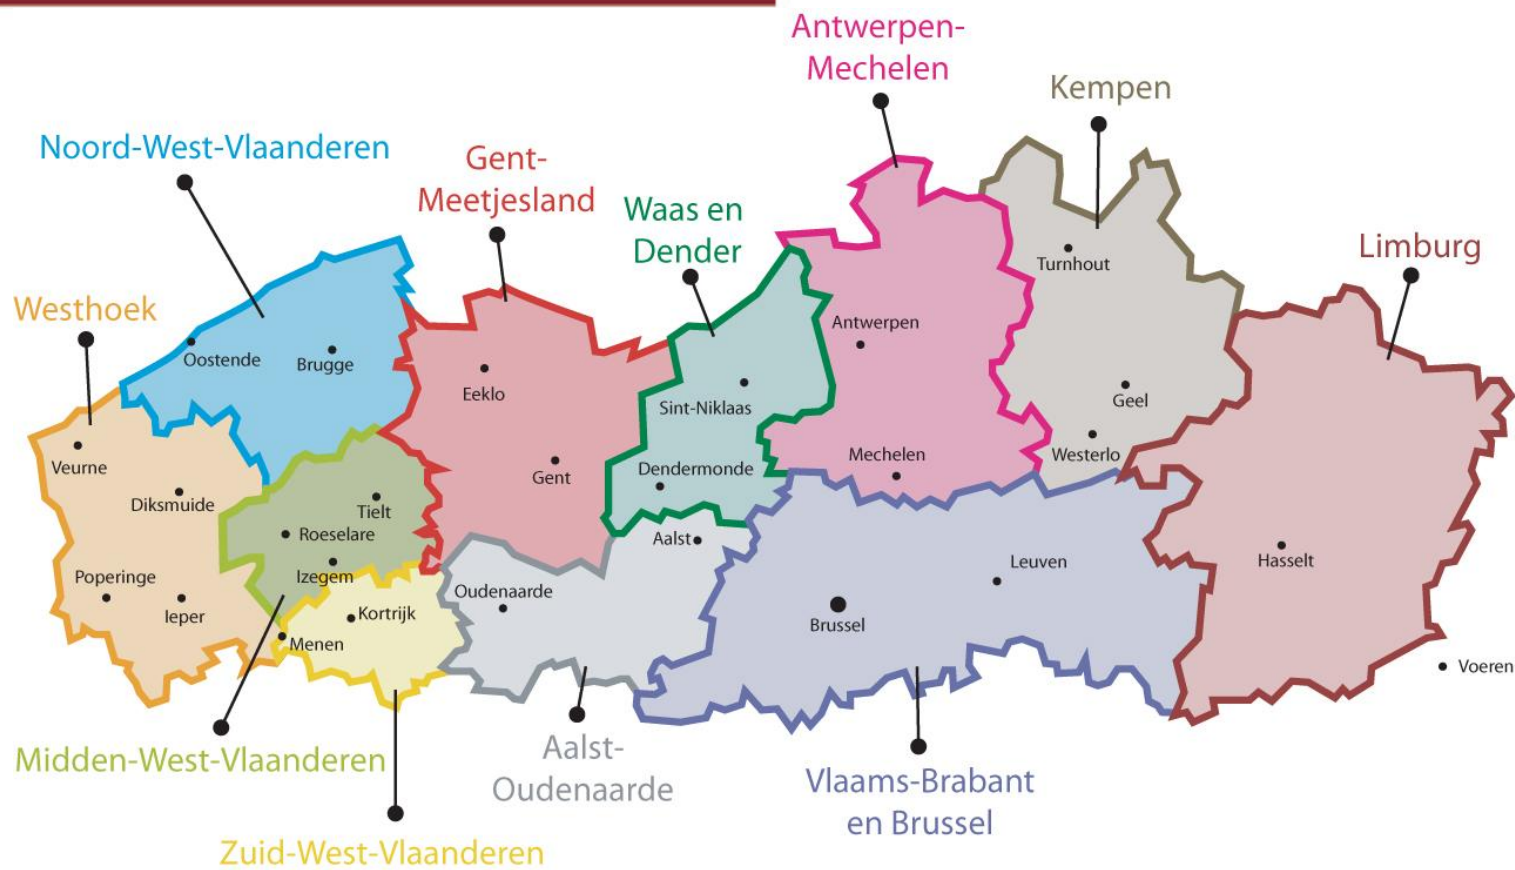 Antwerpen-
Mechelen
Kempen
Noord-West-Vlaanderen
Gent-
Meetjesland
Waas en
Dender
Limburg
Westhoek
Turnhout
Antwerpen
Oostende
Brugge
Eeklo
Geel
Sint-Niklaas
Veurne
Mechelen
Westerlo
Dendermonde
Gent
Diksmuide
Tielt
Roeselare
Aalst
Hasselt
Leuven
Izegem
Poperinge
Oudenaarde
Ieper
Kortrijk
Brussel
Menen
Voeren
Midden-West-Vlaanderen
Aalst-
Oudenaarde
Vlaams-Brabant
en Brussel
Zuid-West-Vlaanderen